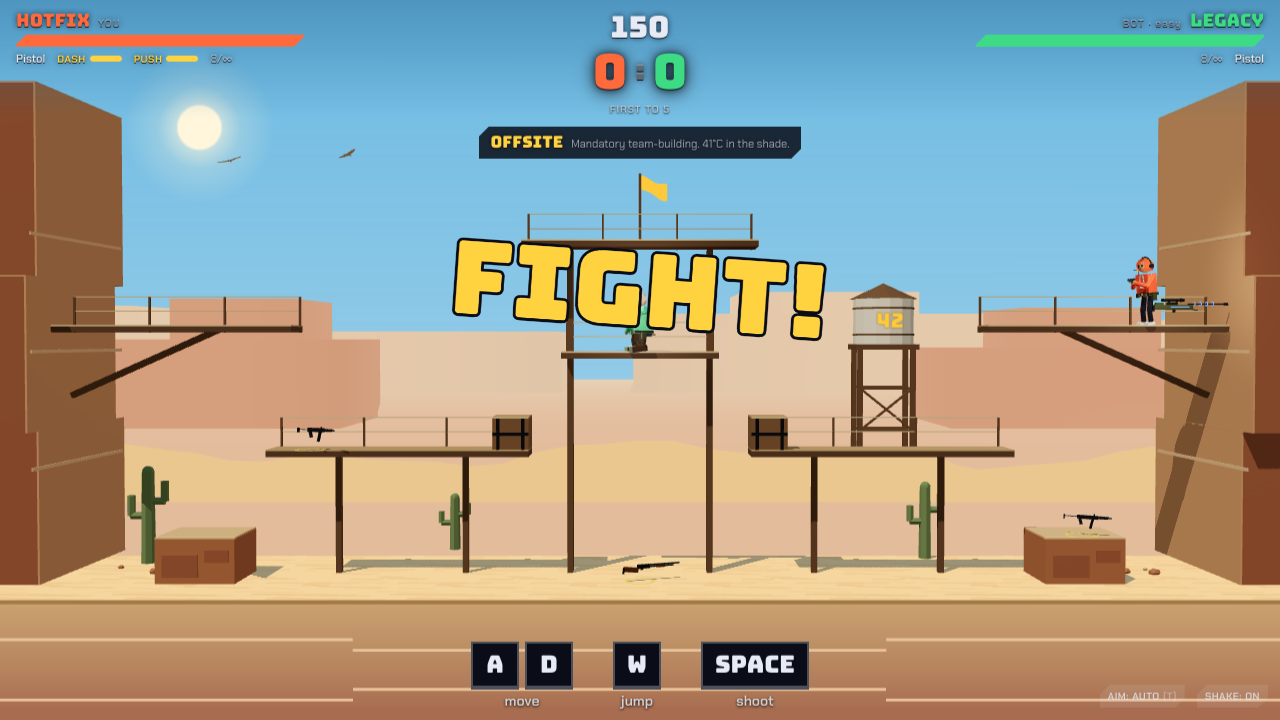 HOTFIX YOU
Pistol DASH PUSH 8/∞
150
0 : 0
FIRST TO 5
BOT · easy LEGACY
8/∞ Pistol
OFFSITE Mandatory team-building. 41°C in the shade.
FIGHT!
42
A D W SPACE
move jump shoot
AIM: AUTO (T) SHAKE: ON